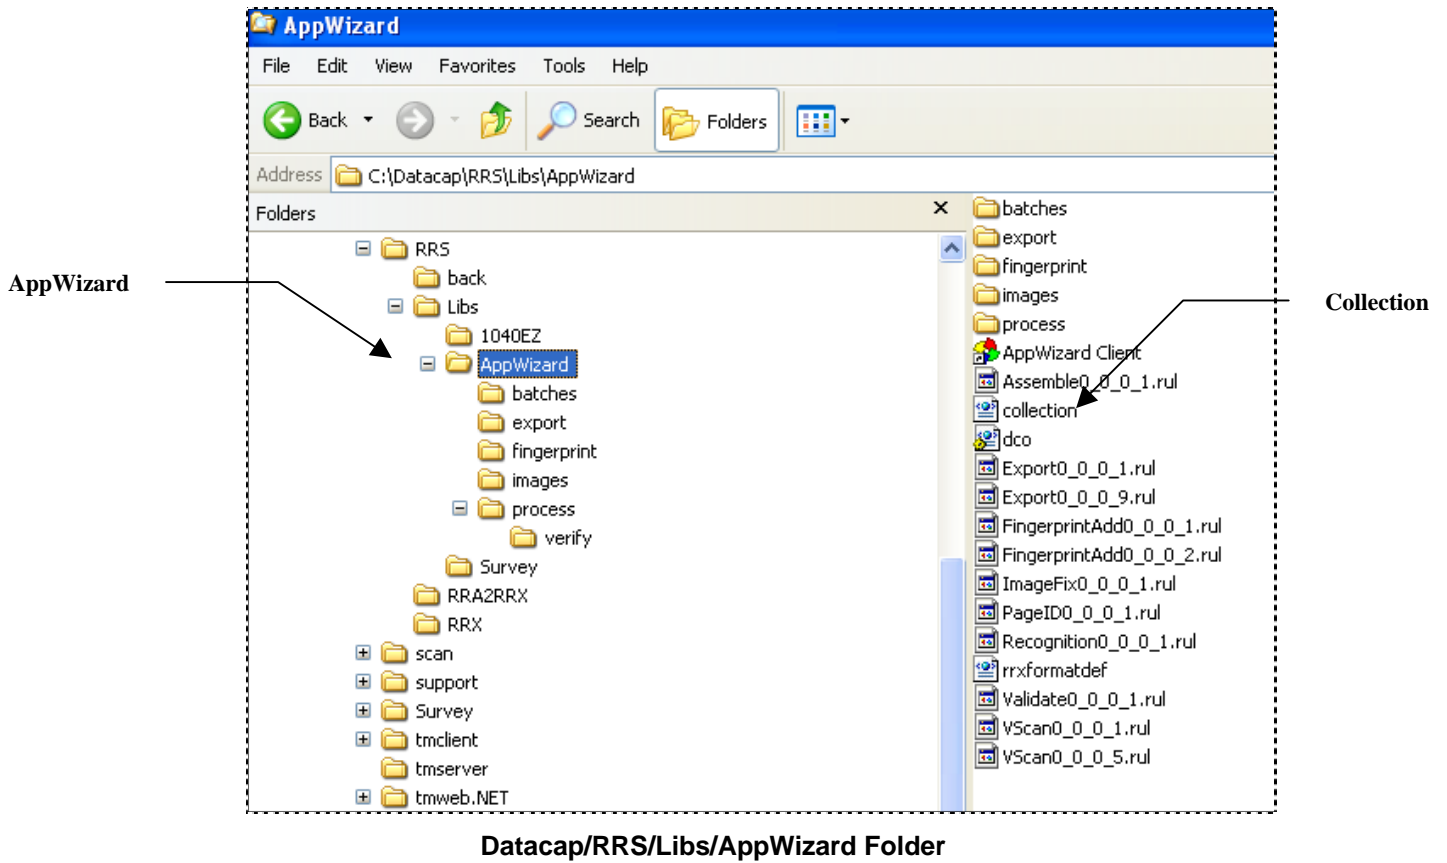 AppWizard
File Edit View Favorites Tools Help
Back Search Folders
Address C:\Datacap\RRS\Libs\AppWizard
Folders
RRS
back
Libs
1040EZ
AppWizard
batches
export
fingerprint
images
process
verify
Survey
RRA2RRX
RRX
scan
support
Survey
tmclient
tmserver
tmweb.NET
batches
export
fingerprint
images
process
AppWizard Client
Assemble0_0_0_1.rul
collection
dco
Export0_0_0_1.rul
Export0_0_0_9.rul
FingerprintAdd0_0_0_1.rul
FingerprintAdd0_0_0_2.rul
ImageFix0_0_0_1.rul
PageID0_0_0_1.rul
Recognition0_0_0_1.rul
rrxformatdef
Validate0_0_0_1.rul
VScan0_0_0_1.rul
VScan0_0_0_5.rul
AppWizard
Collection
Datacap/RRS/Libs/AppWizard Folder